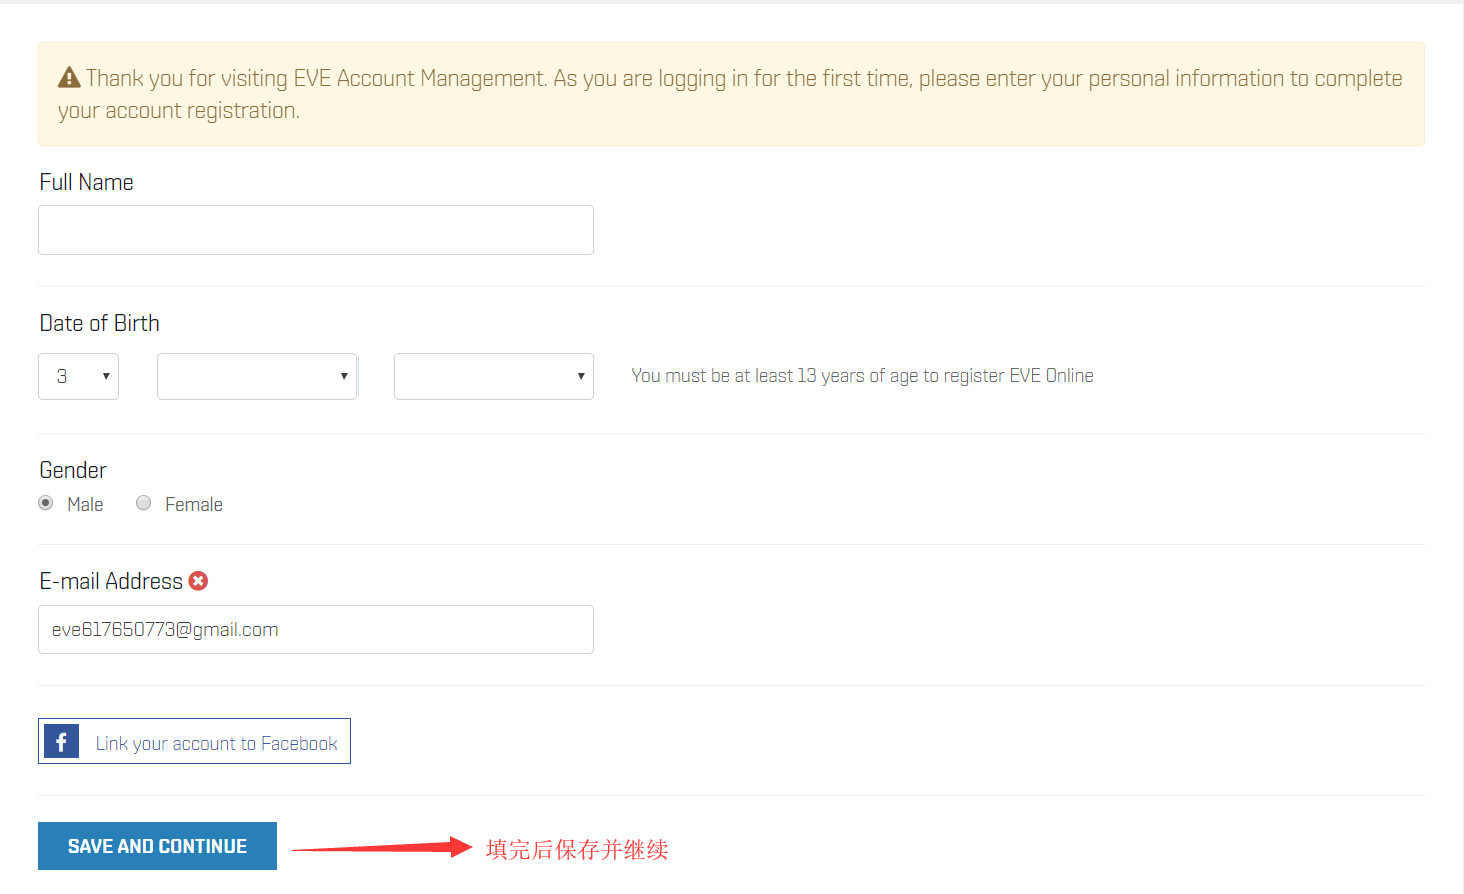 Thank you for visiting EVE Account Management. As you are logging in for the first time, please enter your personal information to complete
your account registration.
Full Name
Date of Birth
3
You must be at least 13 years of age to register EVE Online
Gender
Male Female
E-mail Address
eve617650773@gmail.com
Link your account to Facebook
SAVE AND CONTINUE 填完后保存并继续